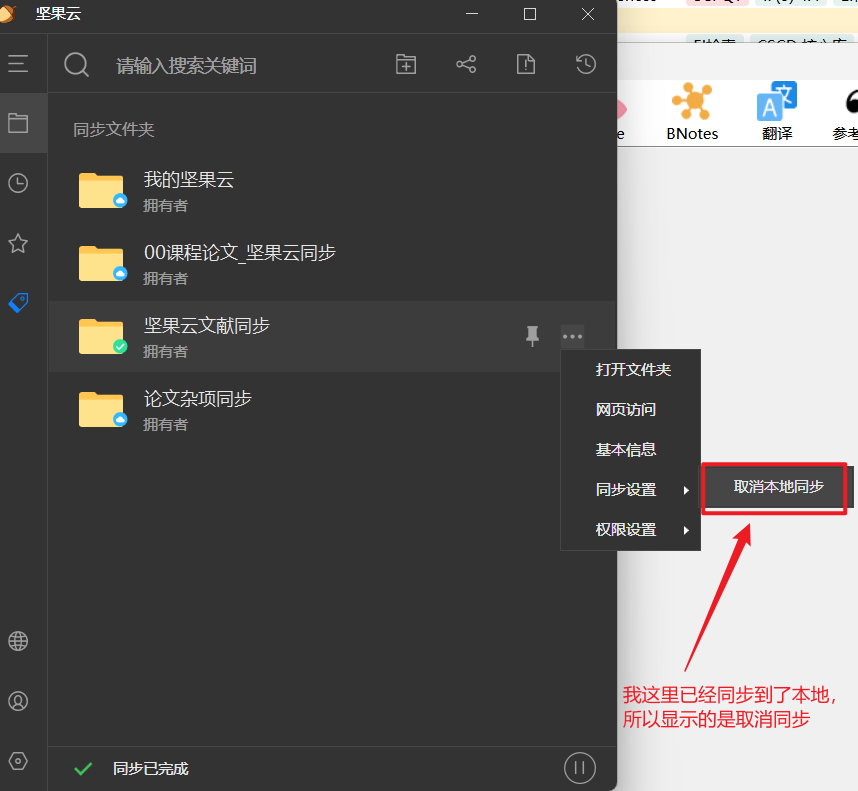 坚果云
请输入搜索关键词
同步文件夹
我的坚果云
拥有者
00课程论文_坚果云同步
拥有者
坚果云文献同步
拥有者
论文杂项同步
拥有者
打开文件夹
网页访问
基本信息
同步设置
权限设置
取消本地同步
BNotes
翻译
我这里已经同步到了本地，
所以显示的是取消同步
同步已完成